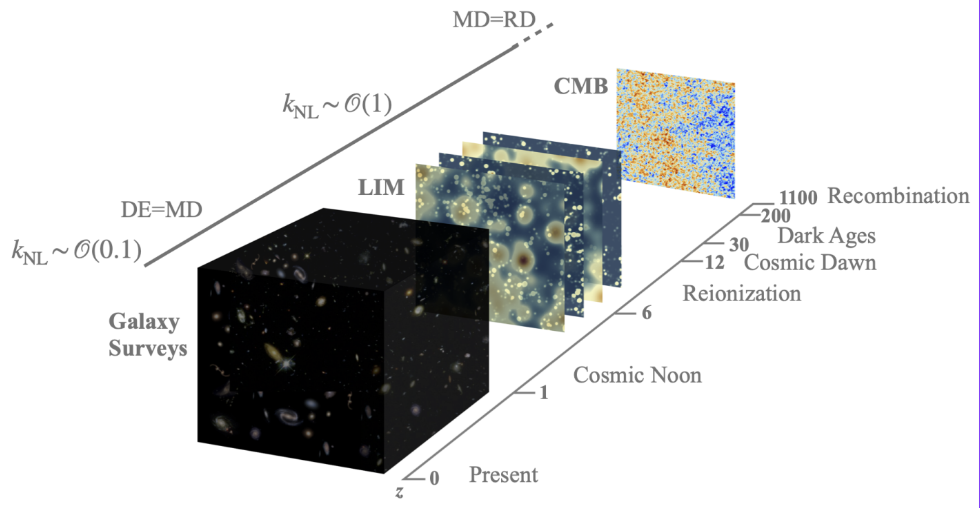 MD=RD
k_NL ~ 𝒪(1)
CMB
LIM
DE=MD
k_NL ~ 𝒪(0.1)
Galaxy
Surveys
1100 Recombination
200
Dark Ages
30
12 Cosmic Dawn
Reionization
6
Cosmic Noon
1
Present
0
z